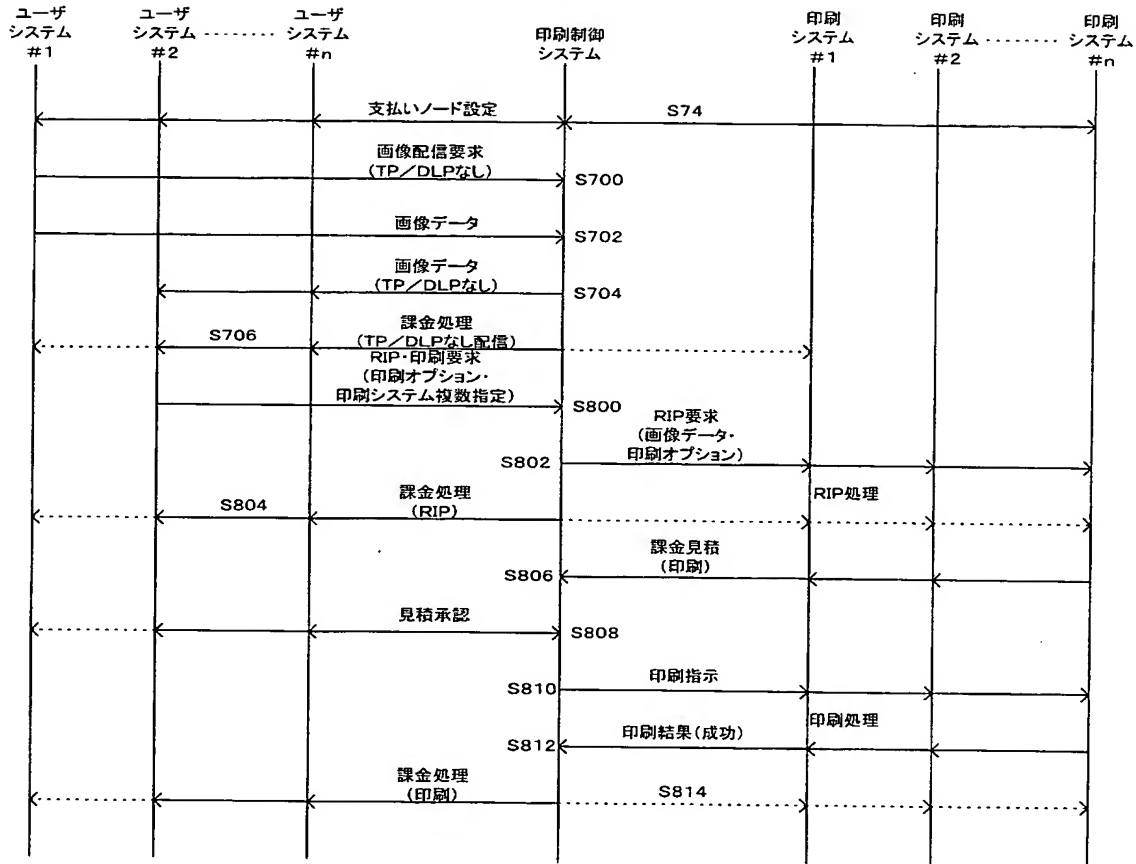 ユーザ
システム
#1
ユーザ
システム
#2
ユーザ
システム
#n
印刷制御
システム
印刷
システム
#1
印刷
システム
#2
印刷
システム
#n
支払いノード設定
S74
画像配信要求
(TP／DLPなし)
S700
画像データ
S702
画像データ
(TP／DLPなし)
S704
課金処理
(TP／DLPなし配信)
S706
RIP・印刷要求
(印刷オプション・
印刷システム複数指定)
S800
RIP要求
(画像データ・
印刷オプション)
S802
RIP処理
課金処理
(RIP)
S804
課金見積
(印刷)
S806
見積承認
S808
印刷指示
S810
印刷処理
印刷結果(成功)
S812
課金処理
(印刷)
S814